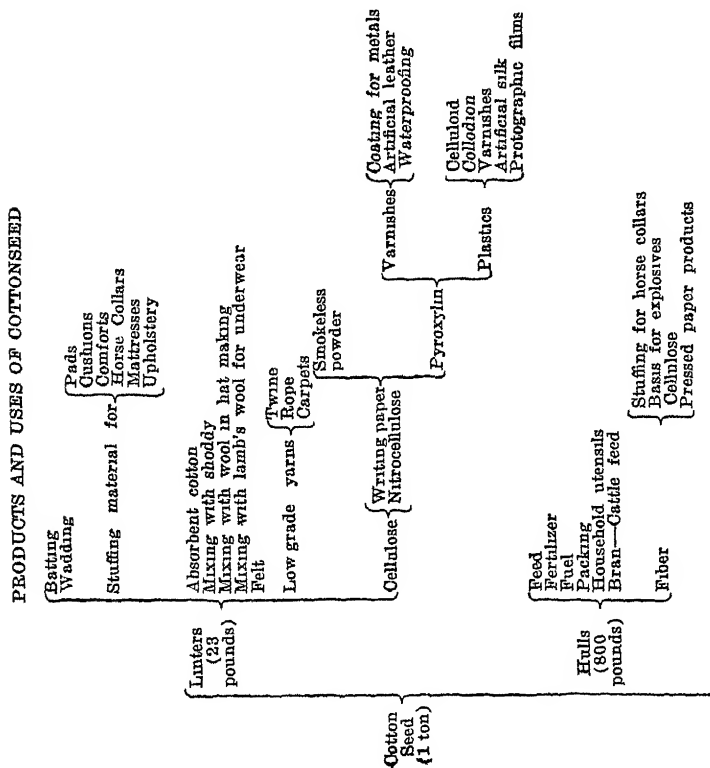 PRODUCTS AND USES OF COTTONSEED
Cotton
Seed
(1 ton)
Linters
(23
pounds)
Batting
Wadding
Stuffing material for
Pads
Cushions
Comforts
Horse Collars
Mattresses
Upholstery
Absorbent cotton
Mixing with shoddy
Mixing with wool in hat making
Mixing with lamb's wool for underwear
Felt
Low grade yarns
Twine
Rope
Carpets
Cellulose
Writing paper
Nitrocellulose
Smokeless
powder
Pyroxylin
Varnishes
Coating for metals
Artificial leather
Waterproofing
Plastics
Celluloid
Collodion
Varnishes
Artificial silk
Protographic films
Hulls
(800
pounds)
Feed
Fertilizer
Fuel
Packing
Household utensils
Bran—Cattle feed
Fiber
Stuffing for horse collars
Basis for explosives
Cellulose
Pressed paper products